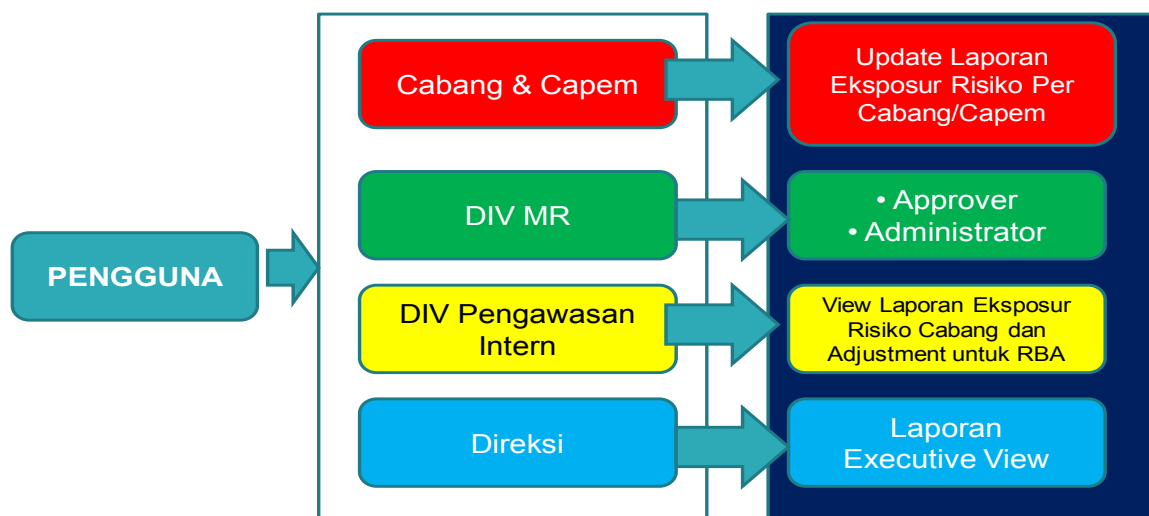 PENGGUNA
Cabang & Capem
Update Laporan
Eksposur Risiko Per
Cabang/Capem
DIV MR
• Approver
• Administrator
DIV Pengawasan
Intern
View Laporan Eksposur
Risiko Cabang dan
Adjustment untuk RBA
Direksi
Laporan
Executive View